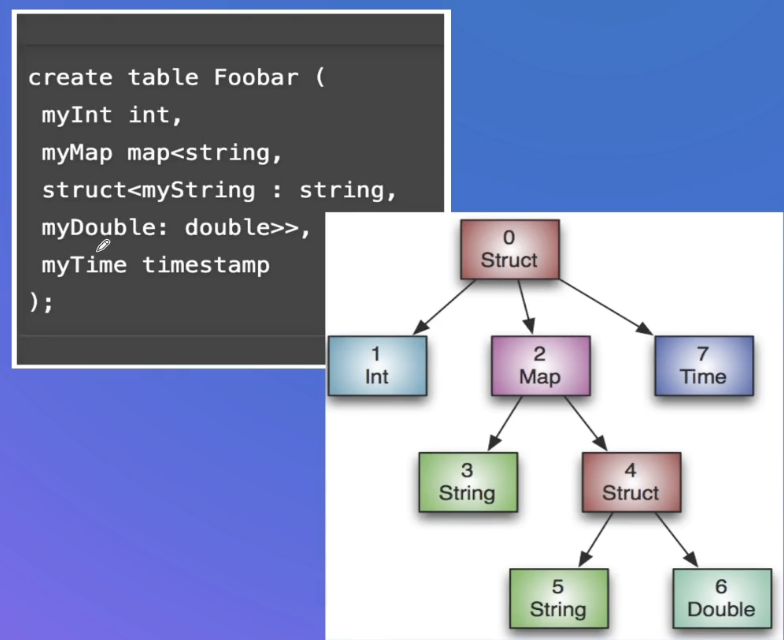 create table Foobar (
myInt int,
myMap map<string,
struct<myString : string,
myDouble: double>>,
myTime timestamp
);
0
Struct
1
Int
2
Map
7
Time
3
String
4
Struct
5
String
6
Double